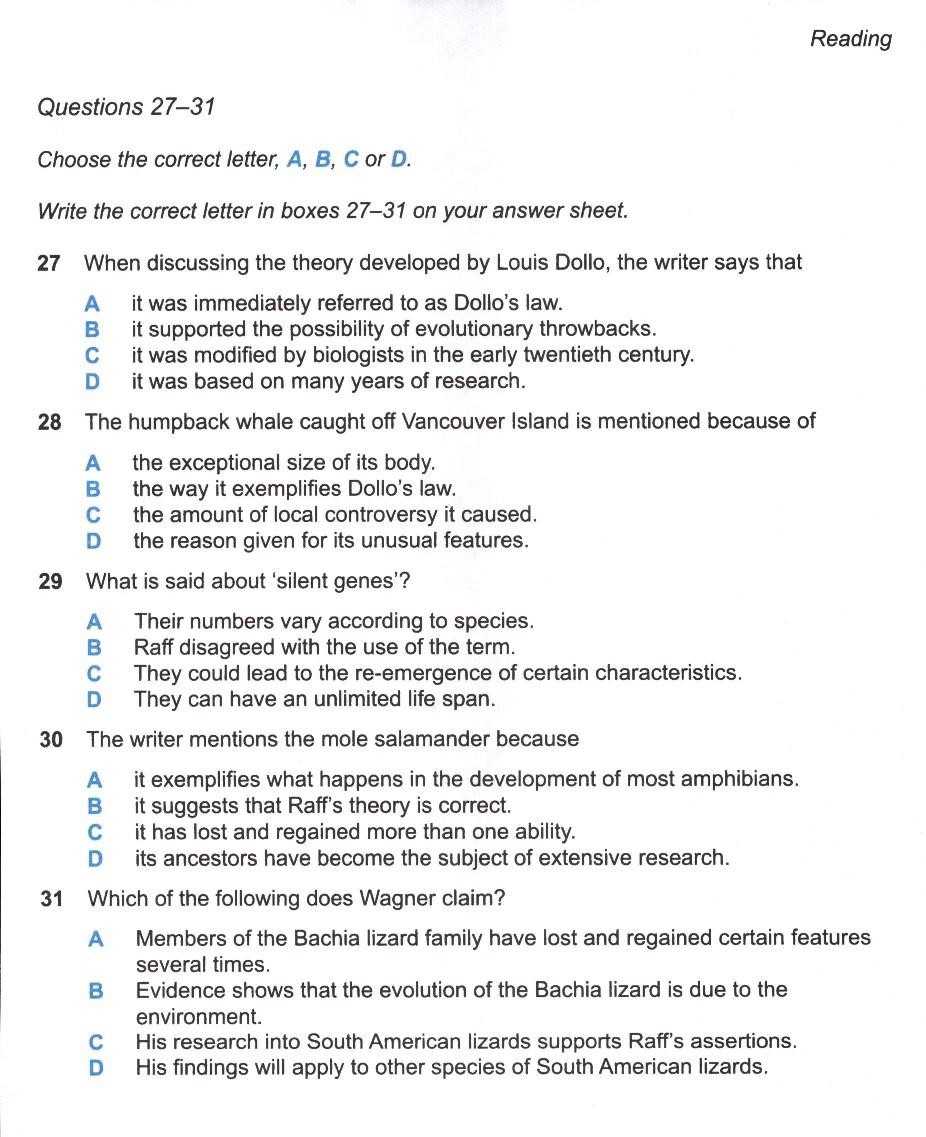 Reading
Questions 27–31
Choose the correct letter, A, B, C or D.
Write the correct letter in boxes 27–31 on your answer sheet.
27 When discussing the theory developed by Louis Dollo, the writer says that
A it was immediately referred to as Dollo's law.
B it supported the possibility of evolutionary throwbacks.
C it was modified by biologists in the early twentieth century.
D it was based on many years of research.
28 The humpback whale caught off Vancouver Island is mentioned because of
A the exceptional size of its body.
B the way it exemplifies Dollo's law.
C the amount of local controversy it caused.
D the reason given for its unusual features.
29 What is said about 'silent genes'?
A Their numbers vary according to species.
B Raff disagreed with the use of the term.
C They could lead to the re-emergence of certain characteristics.
D They can have an unlimited life span.
30 The writer mentions the mole salamander because
A it exemplifies what happens in the development of most amphibians.
B it suggests that Raff's theory is correct.
C it has lost and regained more than one ability.
D its ancestors have become the subject of extensive research.
31 Which of the following does Wagner claim?
A Members of the Bachia lizard family have lost and regained certain features
several times.
B Evidence shows that the evolution of the Bachia lizard is due to the
environment.
C His research into South American lizards supports Raff's assertions.
D His findings will apply to other species of South American lizards.